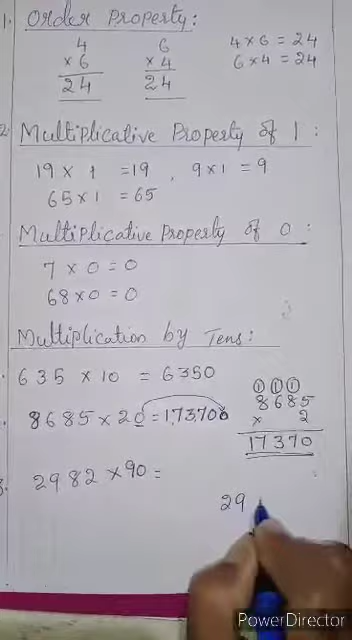 1. Order Property:
4 6 4 × 6 = 24
× 6 × 4 6 × 4 = 24
24 24
2. Multiplicative Property of 1:
19 × 1 = 19, 9 × 1 = 9
65 × 1 = 65
Multiplicative Property of 0:
7 × 0 = 0
68 × 0 = 0
Multiplication by Tens:
635 × 10 = 6350
1 1 1
8685 × 20 = 173700 8685
× 2
17370
3. 2982 × 90 =
29
PowerDirector